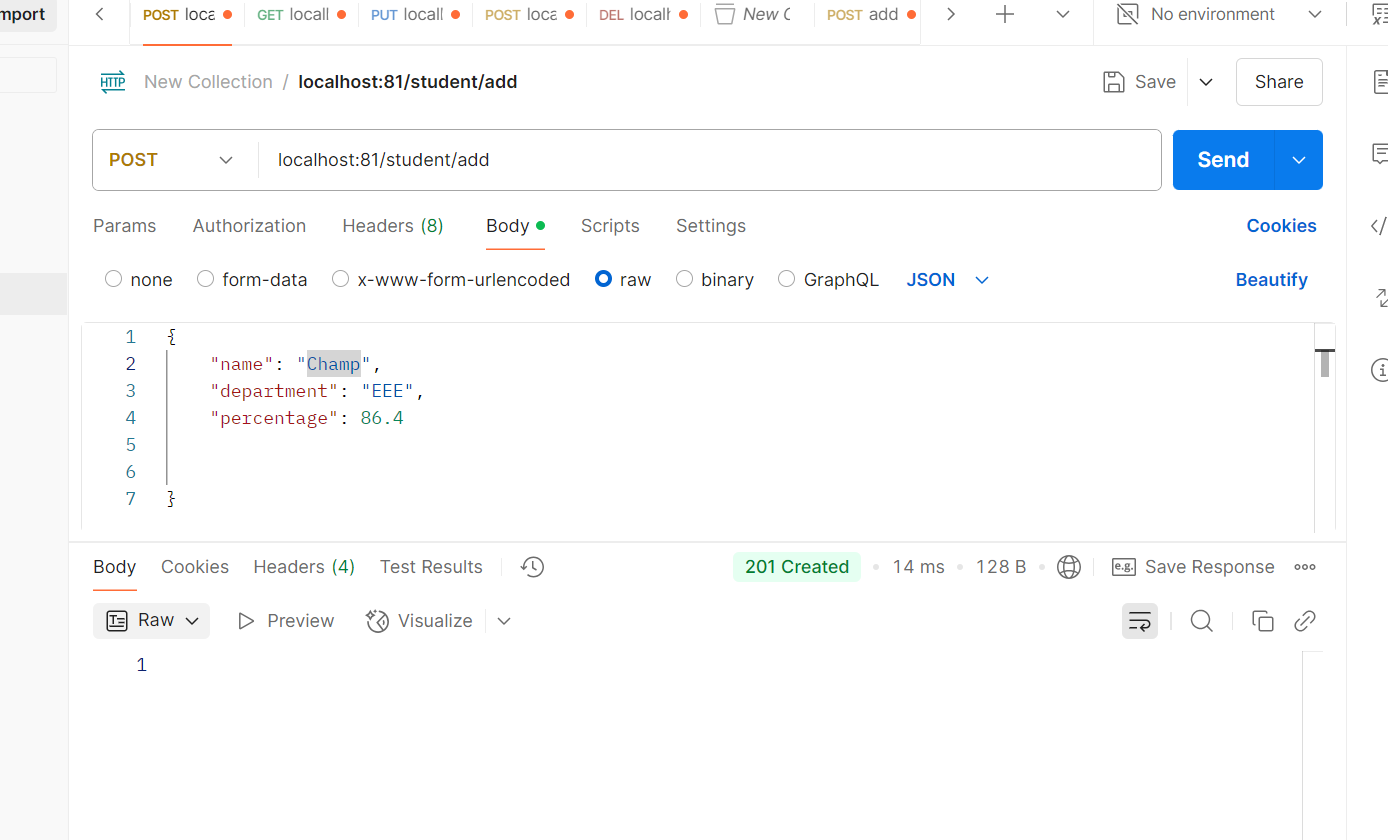 mport
POST loca
GET locall
PUT locall
POST loca
DEL locall
New C
POST add
No environment
HTTP New Collection / localhost:81/student/add
Save
Share
POST localhost:81/student/add
Send
Params Authorization Headers (8) Body Scripts Settings Cookies
none form-data x-www-form-urlencoded raw binary GraphQL JSON Beautify
1 {
2 "name": "Champ",
3 "department": "EEE",
4 "percentage": 86.4
5
6
7 }
Body Cookies Headers (4) Test Results 201 Created 14 ms 128 B e.g. Save Response
Raw Preview Visualize
1